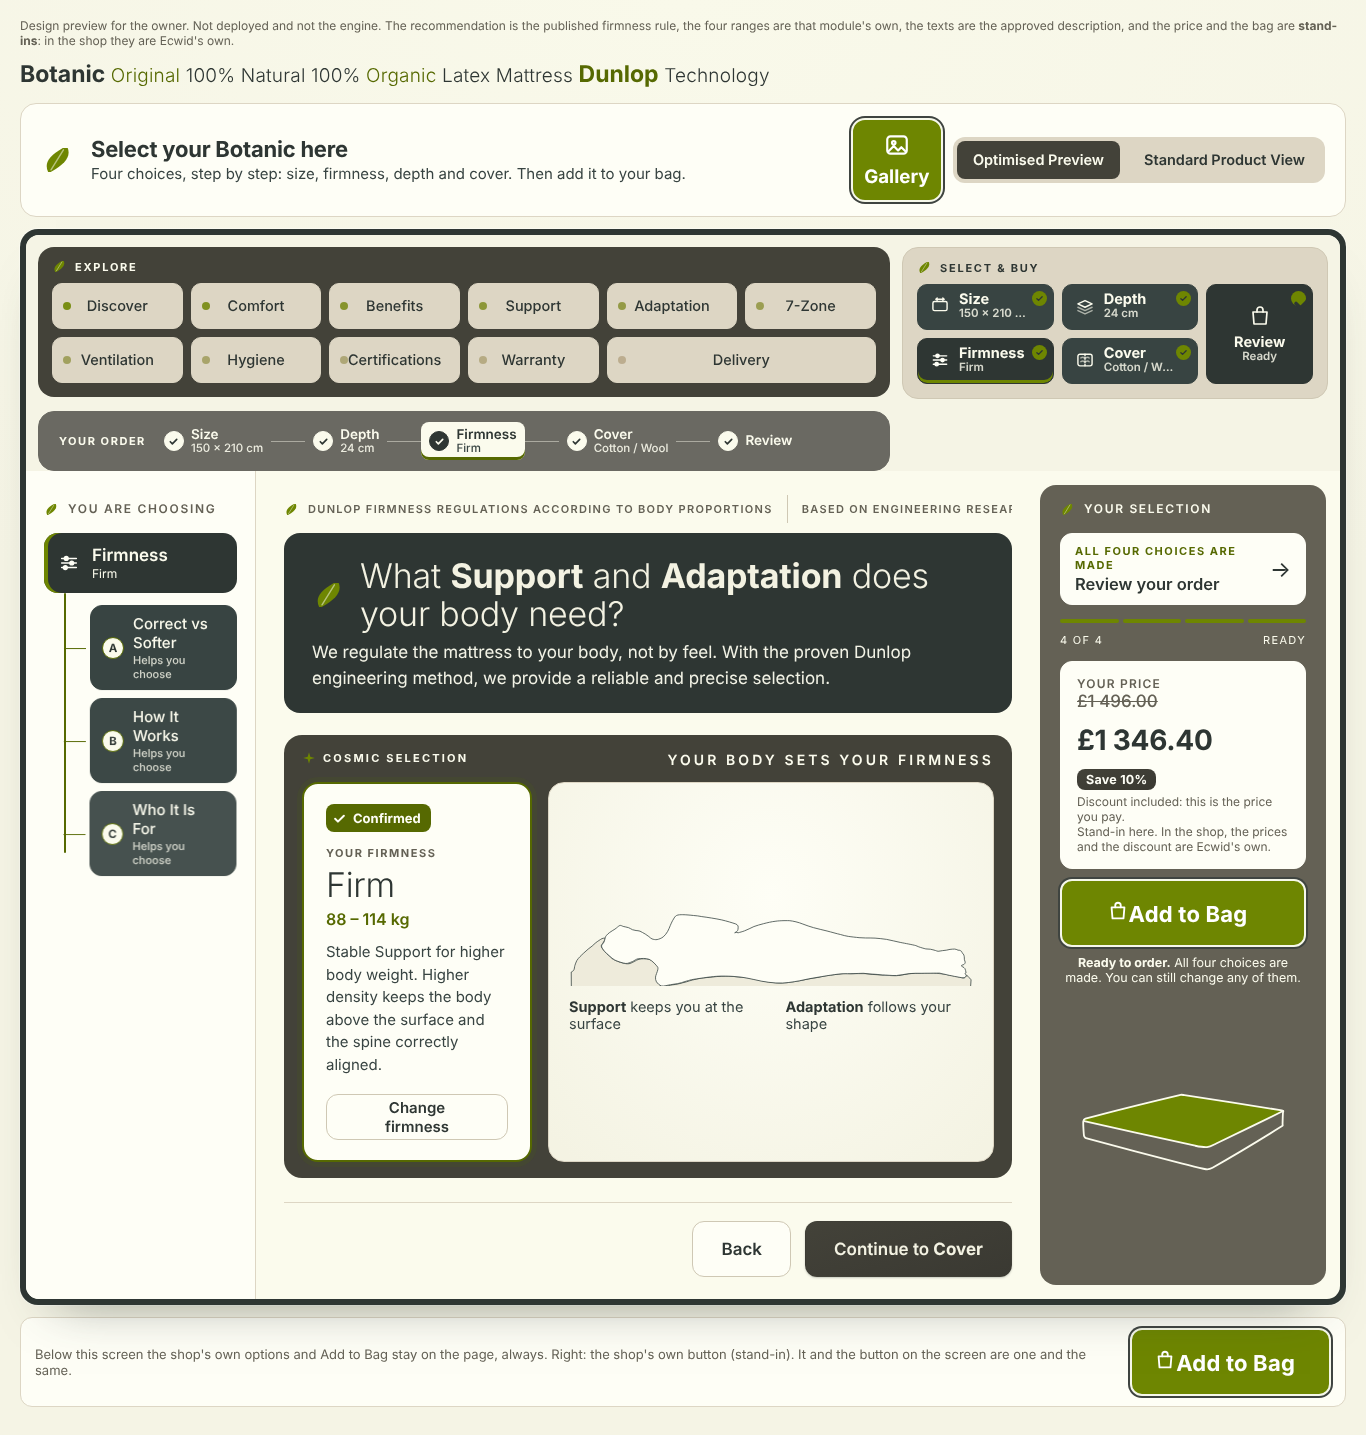 Design preview for the owner. Not deployed and not the engine. The recommendation is the published firmness rule, the four ranges are that module's own, the texts are the approved description, and the price and the bag are stand-
ins: in the shop they are Ecwid's own.
Botanic Original 100% Natural 100% Organic Latex Mattress Dunlop Technology
Select your Botanic here
Four choices, step by step: size, firmness, depth and cover. Then add it to your bag.
Gallery
Optimised Preview
Standard Product View
EXPLORE
Discover
Comfort
Benefits
Support
Adaptation
7-Zone
Ventilation
Hygiene
Certifications
Warranty
Delivery
SELECT & BUY
Size
150 × 210 ...
Depth
24 cm
Firmness
Firm
Cover
Cotton / W...
Review
Ready
YOUR ORDER
Size
150 × 210 cm
Depth
24 cm
Firmness
Firm
Cover
Cotton / Wool
Review
YOU ARE CHOOSING
Firmness
Firm
A
Correct vs
Softer
Helps you
choose
B
How It
Works
Helps you
choose
C
Who It Is
For
Helps you
choose
DUNLOP FIRMNESS REGULATIONS ACCORDING TO BODY PROPORTIONS
BASED ON ENGINEERING RESEAR
What Support and Adaptation does
your body need?
We regulate the mattress to your body, not by feel. With the proven Dunlop
engineering method, we provide a reliable and precise selection.
COSMIC SELECTION
YOUR BODY SETS YOUR FIRMNESS
Confirmed
YOUR FIRMNESS
Firm
88 – 114 kg
Stable Support for higher
body weight. Higher
density keeps the body
above the surface and
the spine correctly
aligned.
Change
firmness
Support keeps you at the
surface
Adaptation follows your
shape
Back
Continue to Cover
YOUR SELECTION
ALL FOUR CHOICES ARE
MADE
Review your order
4 OF 4
READY
YOUR PRICE
£1 496.00
£1 346.40
Save 10%
Discount included: this is the price
you pay.
Stand-in here. In the shop, the prices
and the discount are Ecwid's own.
Add to Bag
Ready to order. All four choices are
made. You can still change any of them.
Below this screen the shop's own options and Add to Bag stay on the page, always. Right: the shop's own button (stand-in). It and the button on the screen are one and the
same.
Add to Bag